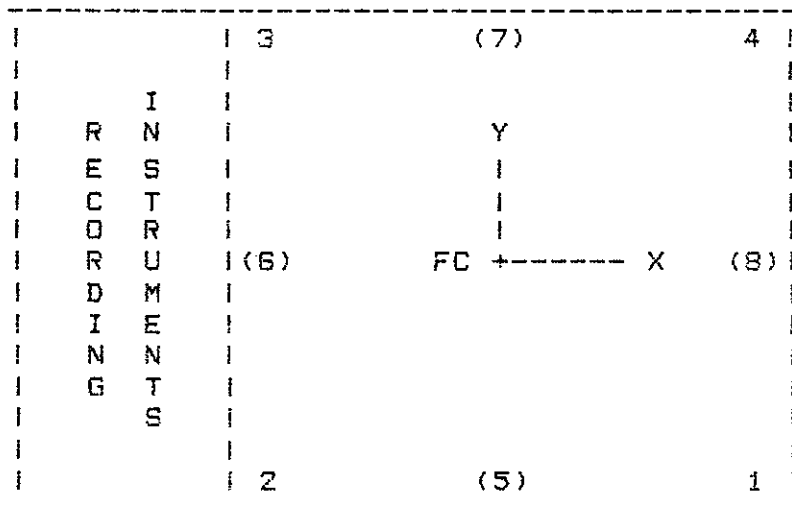 3 (7) 4
I
R N Y
E S
C T
O R
R U (6) FC +------ X (8)
D M
I E
N N
G T
S
2 (5) 1